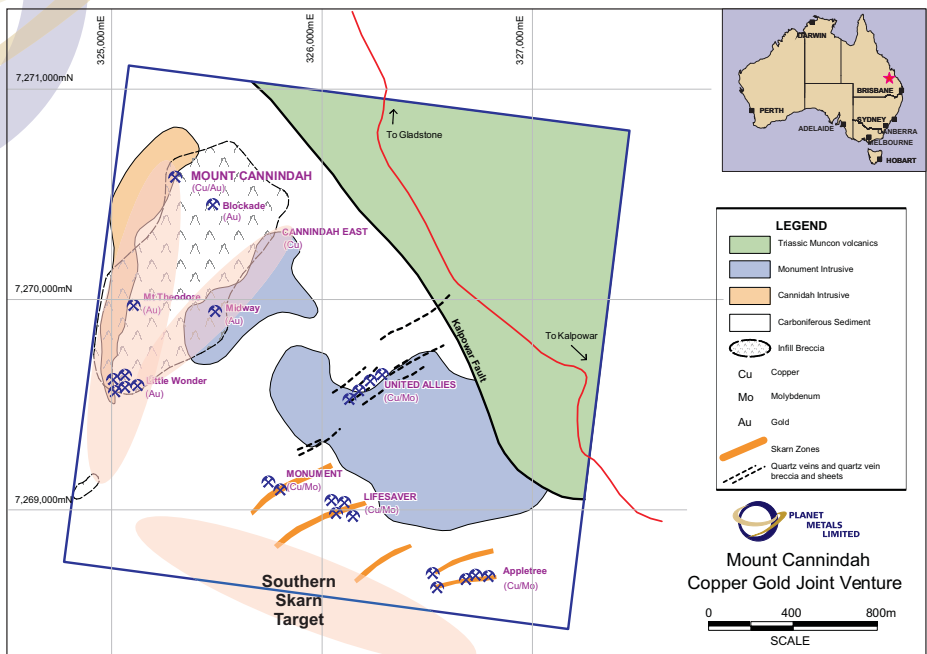 325,000mE
326,000mE
327,000mE
7,271,000mN
7,270,000mN
7,269,000mN
To Gladstone
MOUNT CANNINDAH
(Cu/Au)
Blockade
(Au)
CANNINDAH EAST
(Cu)
Mt Theodore
(Au)
Midway
(Au)
Little Wonder
(Au)
Kalpowar Fault
To Kalpowar
UNITED ALLIES
(Cu/Mo)
MONUMENT
(Cu/Mo)
LIFESAVER
(Cu/Mo)
Appletree
(Cu/Mo)
Southern
Skarn
Target
DARWIN
BRISBANE
PERTH
SYDNEY
ADELAIDE
CANBERRA
MELBOURNE
HOBART
LEGEND
Triassic Muncon volcanics
Monument Intrusive
Cannidah Intrusive
Carboniferous Sediment
Infill Breccia
Cu Copper
Mo Molybdenum
Au Gold
Skarn Zones
Quartz veins and quartz vein
breccia and sheets
PLANET
METALS
LIMITED
Mount Cannindah
Copper Gold Joint Venture
0 400 800m
SCALE